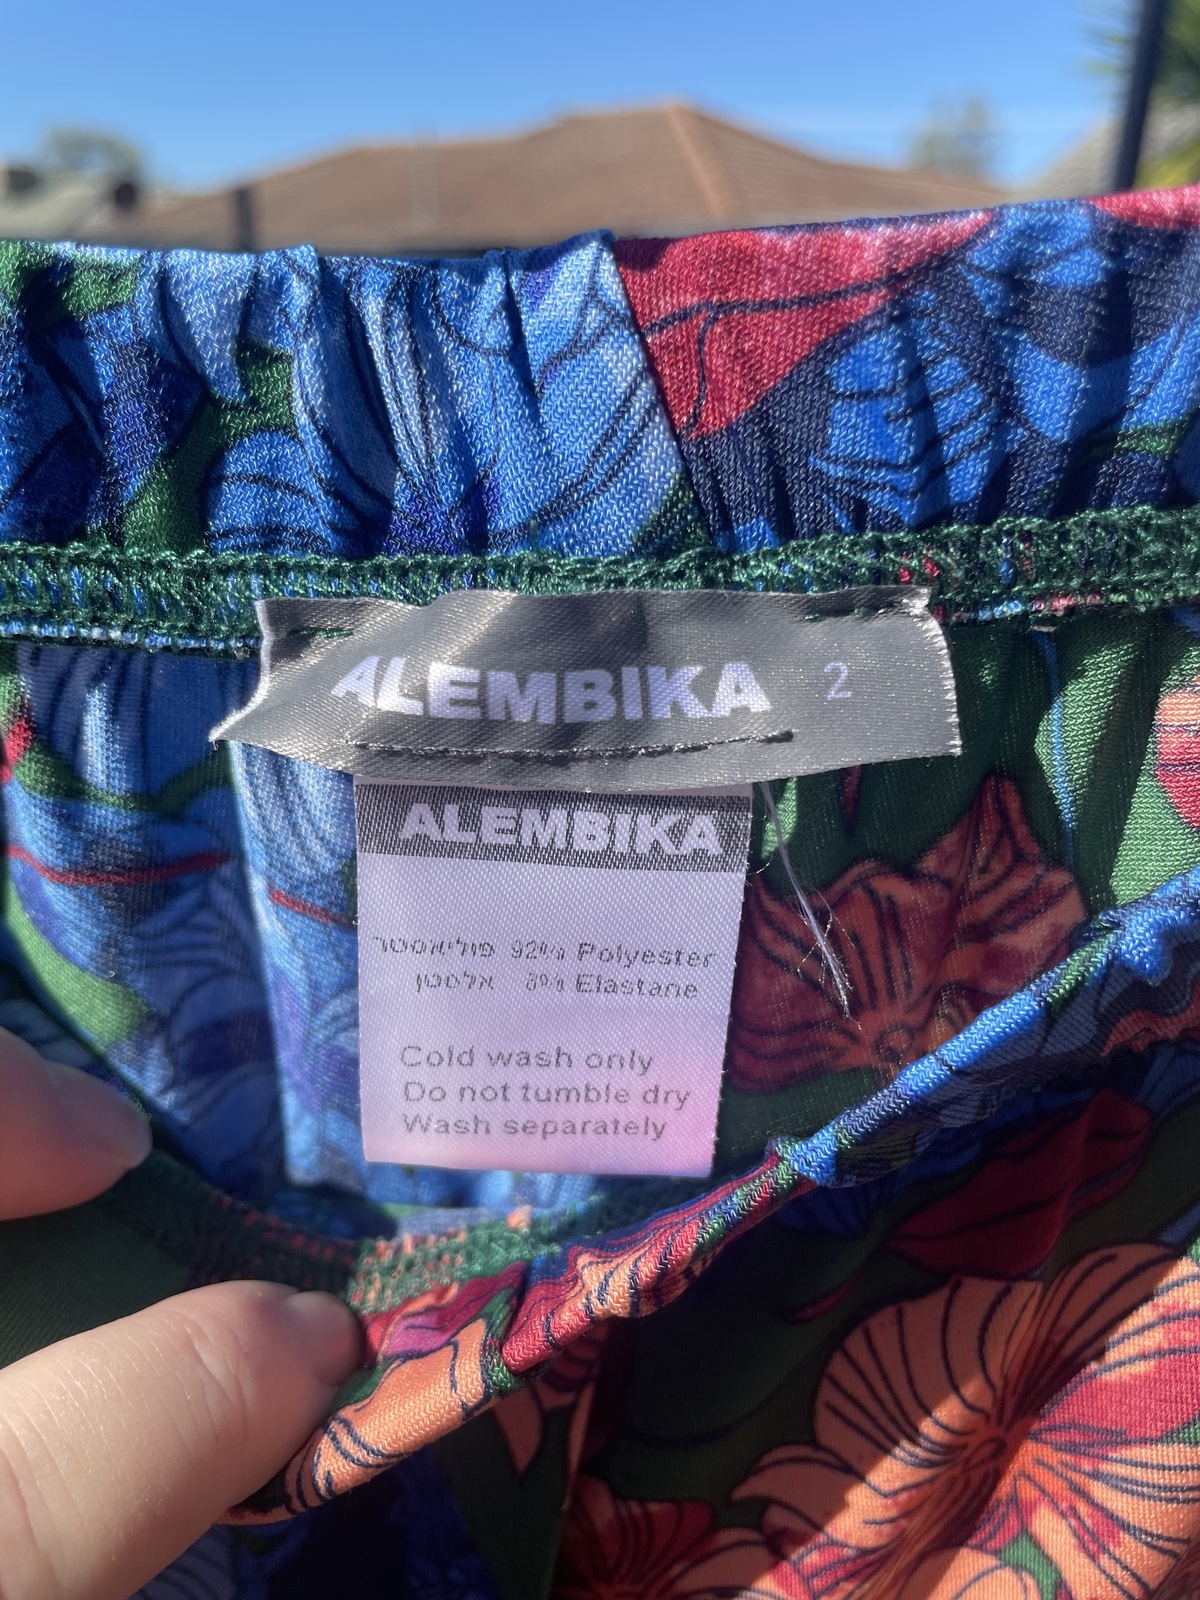 ALEMBIKA 2
ALEMBIKA
פוליאסטר 92% Polyester
אלסטן 8% Elastane
Cold wash only
Do not tumble dry
Wash separately